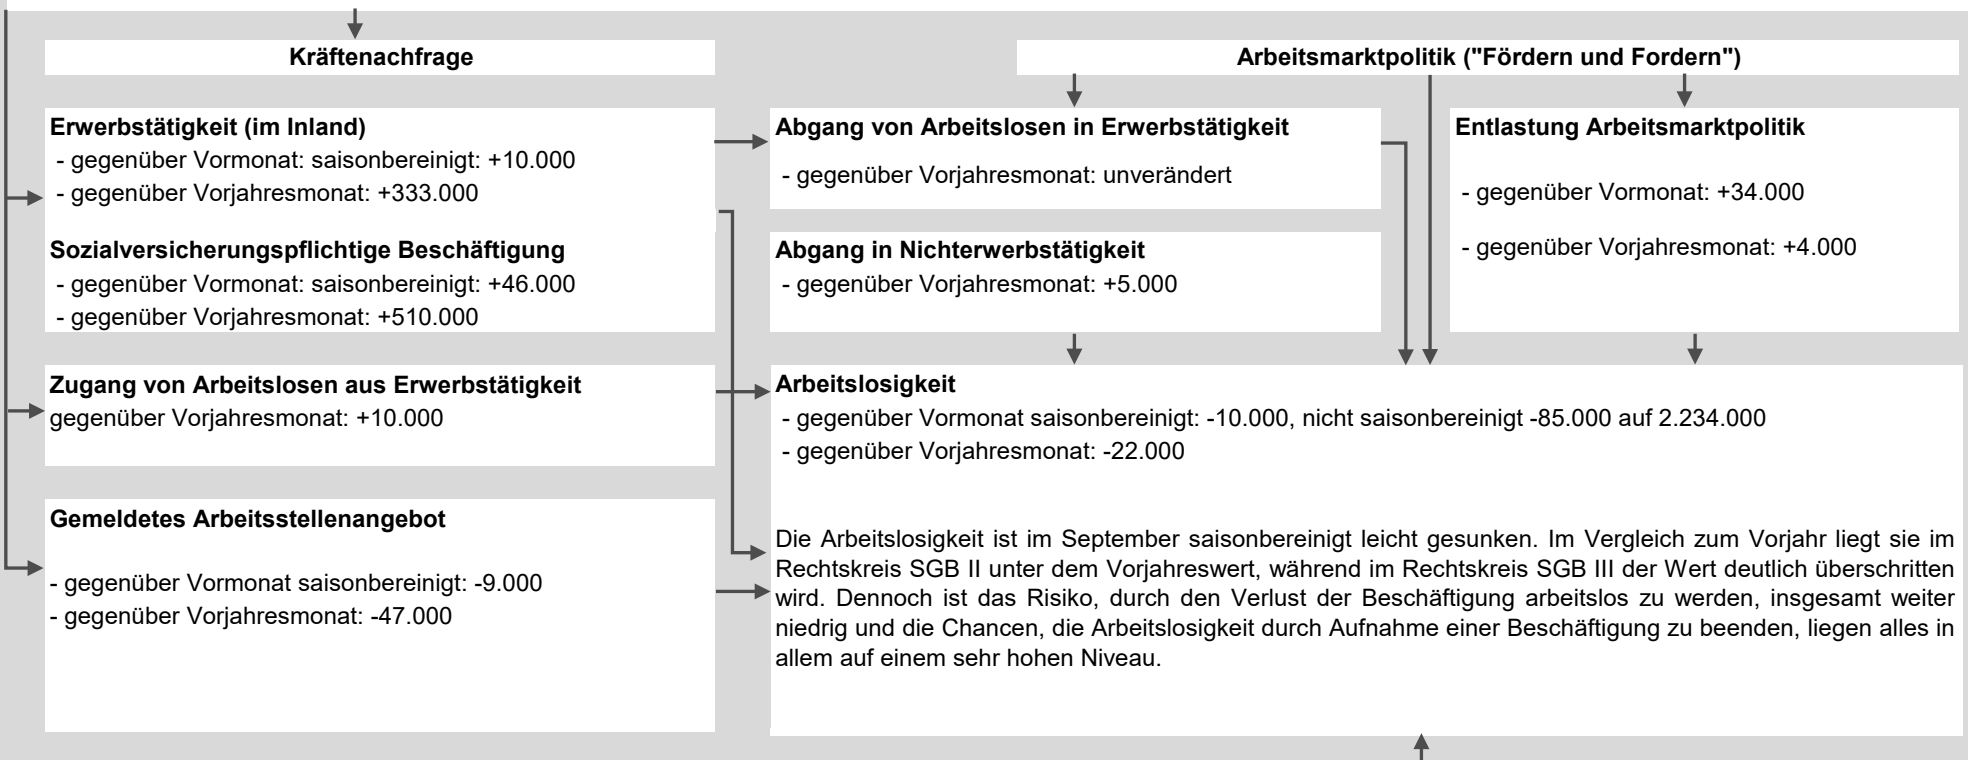 Kräftenachfrage
Arbeitsmarktpolitik ("Fördern und Fordern")
Erwerbstätigkeit (im Inland)
- gegenüber Vormonat: saisonbereinigt: +10.000
- gegenüber Vorjahresmonat: +333.000
Sozialversicherungspflichtige Beschäftigung
- gegenüber Vormonat: saisonbereinigt: +46.000
- gegenüber Vorjahresmonat: +510.000
Abgang von Arbeitslosen in Erwerbstätigkeit
- gegenüber Vorjahresmonat: unverändert
Abgang in Nichterwerbstätigkeit
- gegenüber Vorjahresmonat: +5.000
Entlastung Arbeitsmarktpolitik
- gegenüber Vormonat: +34.000
- gegenüber Vorjahresmonat: +4.000
Zugang von Arbeitslosen aus Erwerbstätigkeit
gegenüber Vorjahresmonat: +10.000
Gemeldetes Arbeitsstellenangebot
- gegenüber Vormonat saisonbereinigt: -9.000
- gegenüber Vorjahresmonat: -47.000
Arbeitslosigkeit
- gegenüber Vormonat saisonbereinigt: -10.000, nicht saisonbereinigt -85.000 auf 2.234.000
- gegenüber Vorjahresmonat: -22.000
Die Arbeitslosigkeit ist im September saisonbereinigt leicht gesunken. Im Vergleich zum Vorjahr liegt sie im
Rechtskreis SGB II unter dem Vorjahreswert, während im Rechtskreis SGB III der Wert deutlich überschritten
wird. Dennoch ist das Risiko, durch den Verlust der Beschäftigung arbeitslos zu werden, insgesamt weiter
niedrig und die Chancen, die Arbeitslosigkeit durch Aufnahme einer Beschäftigung zu beenden, liegen alles in
allem auf einem sehr hohen Niveau.